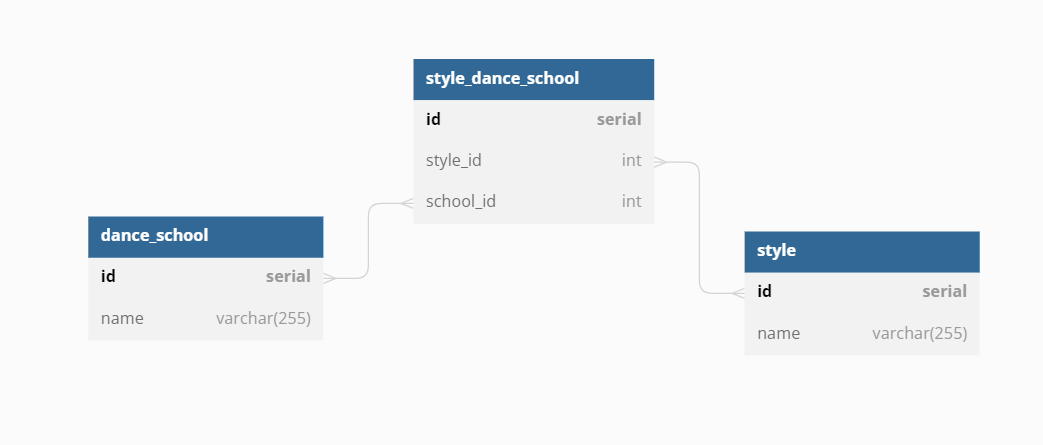 style_dance_school
id serial
style_id int
school_id int
dance_school
id serial
name varchar(255)
style
id serial
name varchar(255)